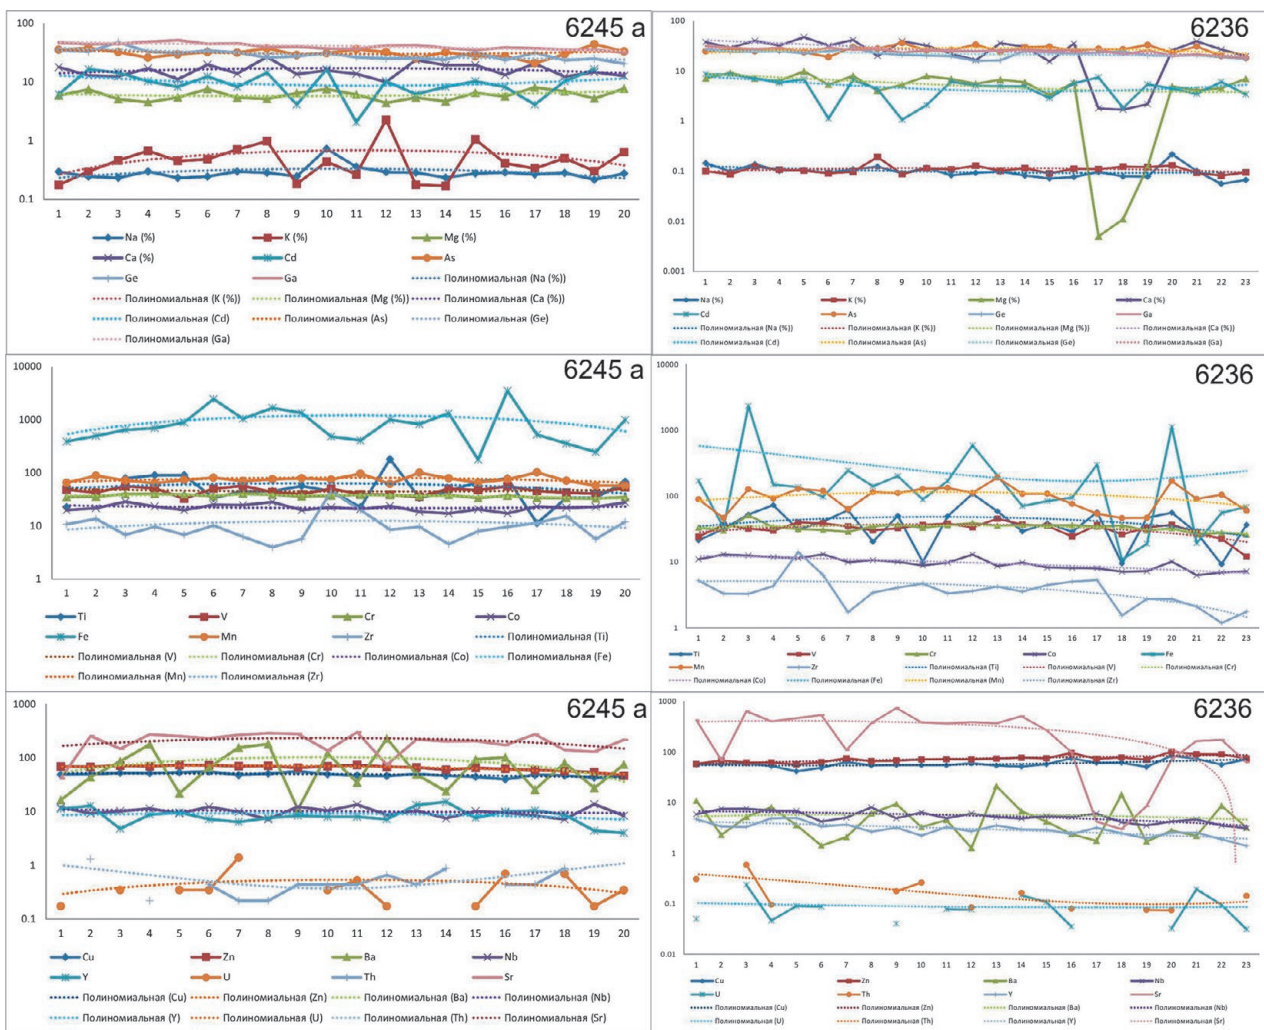 6245 a
100
10
1
0.1
1 2 3 4 5 6 7 8 9 10 11 12 13 14 15 16 17 18 19 20
Na (%) K (%) Mg (%)
Ca (%) Cd As
Ge Ga Полиномиальная (Na (%))
Полиномиальная (K (%)) Полиномиальная (Mg (%)) Полиномиальная (Ca (%))
Полиномиальная (Cd) Полиномиальная (As) Полиномиальная (Ge)
Полиномиальная (Ga)
6236
100
10
1
0.1
0.01
0.001
1 2 3 4 5 6 7 8 9 10 11 12 13 14 15 16 17 18 19 20 21 22 23
Na (%) K (%) Mg (%) Ca (%)
Cd As Ge Ga
Полиномиальная (Na (%)) Полиномиальная (K (%)) Полиномиальная (Mg (%)) Полиномиальная (Ca (%))
Полиномиальная (Cd) Полиномиальная (As) Полиномиальная (Ge) Полиномиальная (Ga)
6245 a
10000
1000
100
10
1
1 2 3 4 5 6 7 8 9 10 11 12 13 14 15 16 17 18 19 20
Ti V Cr Co
Fe Mn Zr Полиномиальная (Ti)
Полиномиальная (V) Полиномиальная (Cr) Полиномиальная (Co) Полиномиальная (Fe)
Полиномиальная (Mn) Полиномиальная (Zr)
6236
10000
1000
100
10
1
1 2 3 4 5 6 7 8 9 10 11 12 13 14 15 16 17 18 19 20 21 22 23
Ti V Cr Co Fe
Mn Zr Полиномиальная (Ti) Полиномиальная (V) Полиномиальная (Cr)
Полиномиальная (Co) Полиномиальная (Fe) Полиномиальная (Mn) Полиномиальная (Zr)
6245 a
1000
100
10
1
0.1
1 2 3 4 5 6 7 8 9 10 11 12 13 14 15 16 17 18 19 20
Cu Zn Ba Nb
Y U Th Sr
Полиномиальная (Cu) Полиномиальная (Zn) Полиномиальная (Ba) Полиномиальная (Nb)
Полиномиальная (Y) Полиномиальная (U) Полиномиальная (Th) Полиномиальная (Sr)
6236
1000
100
10
1
0.1
0.01
1 2 3 4 5 6 7 8 9 10 11 12 13 14 15 16 17 18 19 20 21 22 23
Cu Zn Ba Nb
U Th Y Sr
Полиномиальная (Cu) Полиномиальная (Zn) Полиномиальная (Ba) Полиномиальная (Nb)
Полиномиальная (U) Полиномиальная (Th) Полиномиальная (Y) Полиномиальная (Sr)